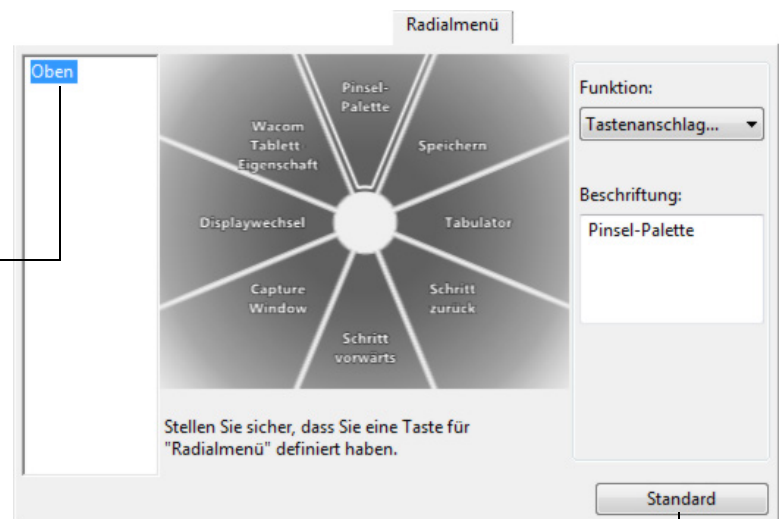 Radialmenü
Oben
Pinsel-
Palette
Speichern
Tabulator
Schritt
zurück
Schritt
vorwärts
Capture
Window
Displaywechsel
Wacom
Tablett
Eigenschaft
Funktion:
Tastenanschlag...
Beschriftung:
Pinsel-Palette
Stellen Sie sicher, dass Sie eine Taste für
"Radialmenü" definiert haben.
Standard